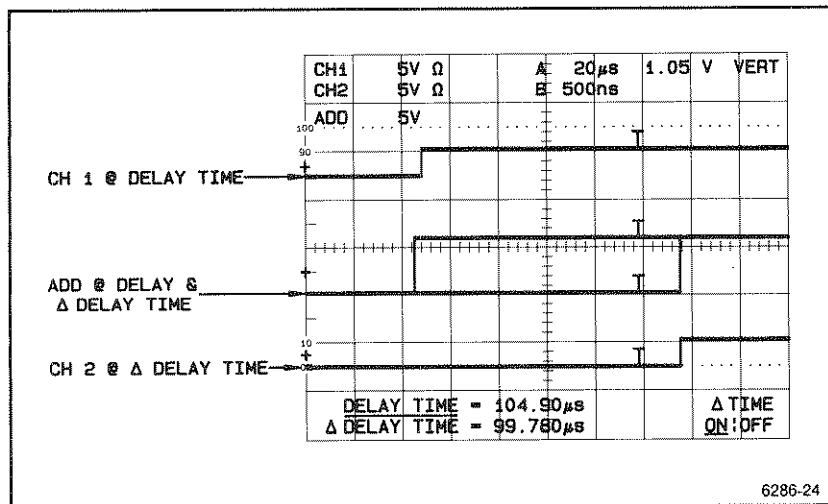 CH1 5V Ω A 20µs 1.05 V VERT
CH2 5V Ω B 500ns
ADD 5V
100
90
CH 1 @ DELAY TIME
ADD @ DELAY &
Δ DELAY TIME
10
0
CH 2 @ Δ DELAY TIME
DELAY TIME = 104.90µs Δ TIME
Δ DELAY TIME = 99.780µs ON¦OFF
T
T
T
T
6286-24